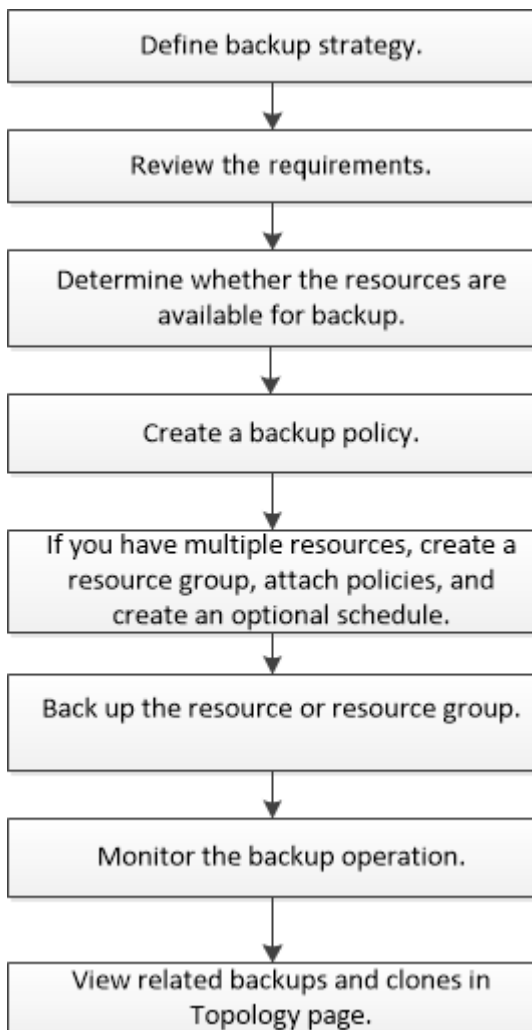 Define backup strategy.
Review the requirements.
Determine whether the resources are
available for backup.
Create a backup policy.
If you have multiple resources, create a
resource group, attach policies, and
create an optional schedule.
Back up the resource or resource group.
Monitor the backup operation.
View related backups and clones in
Topology page.